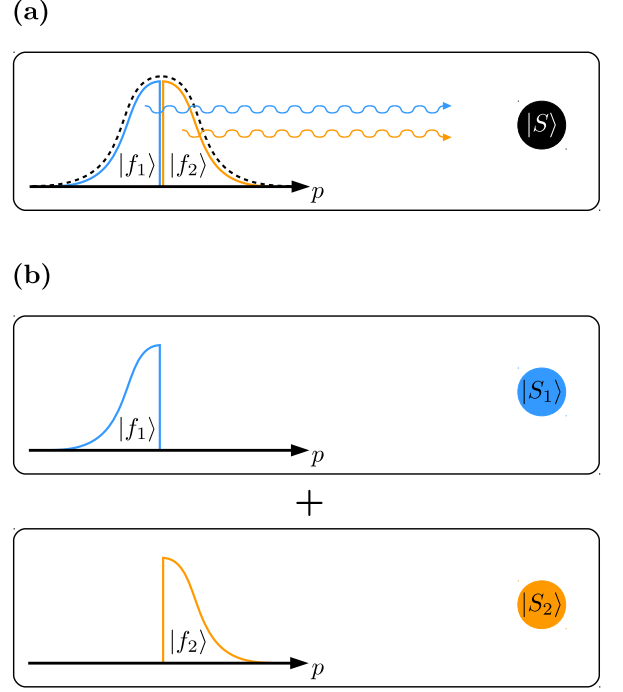 (a)
|f₁⟩ |f₂⟩
|S⟩
p
(b)
|f₁⟩
|S₁⟩
p
+
|f₂⟩
|S₂⟩
p